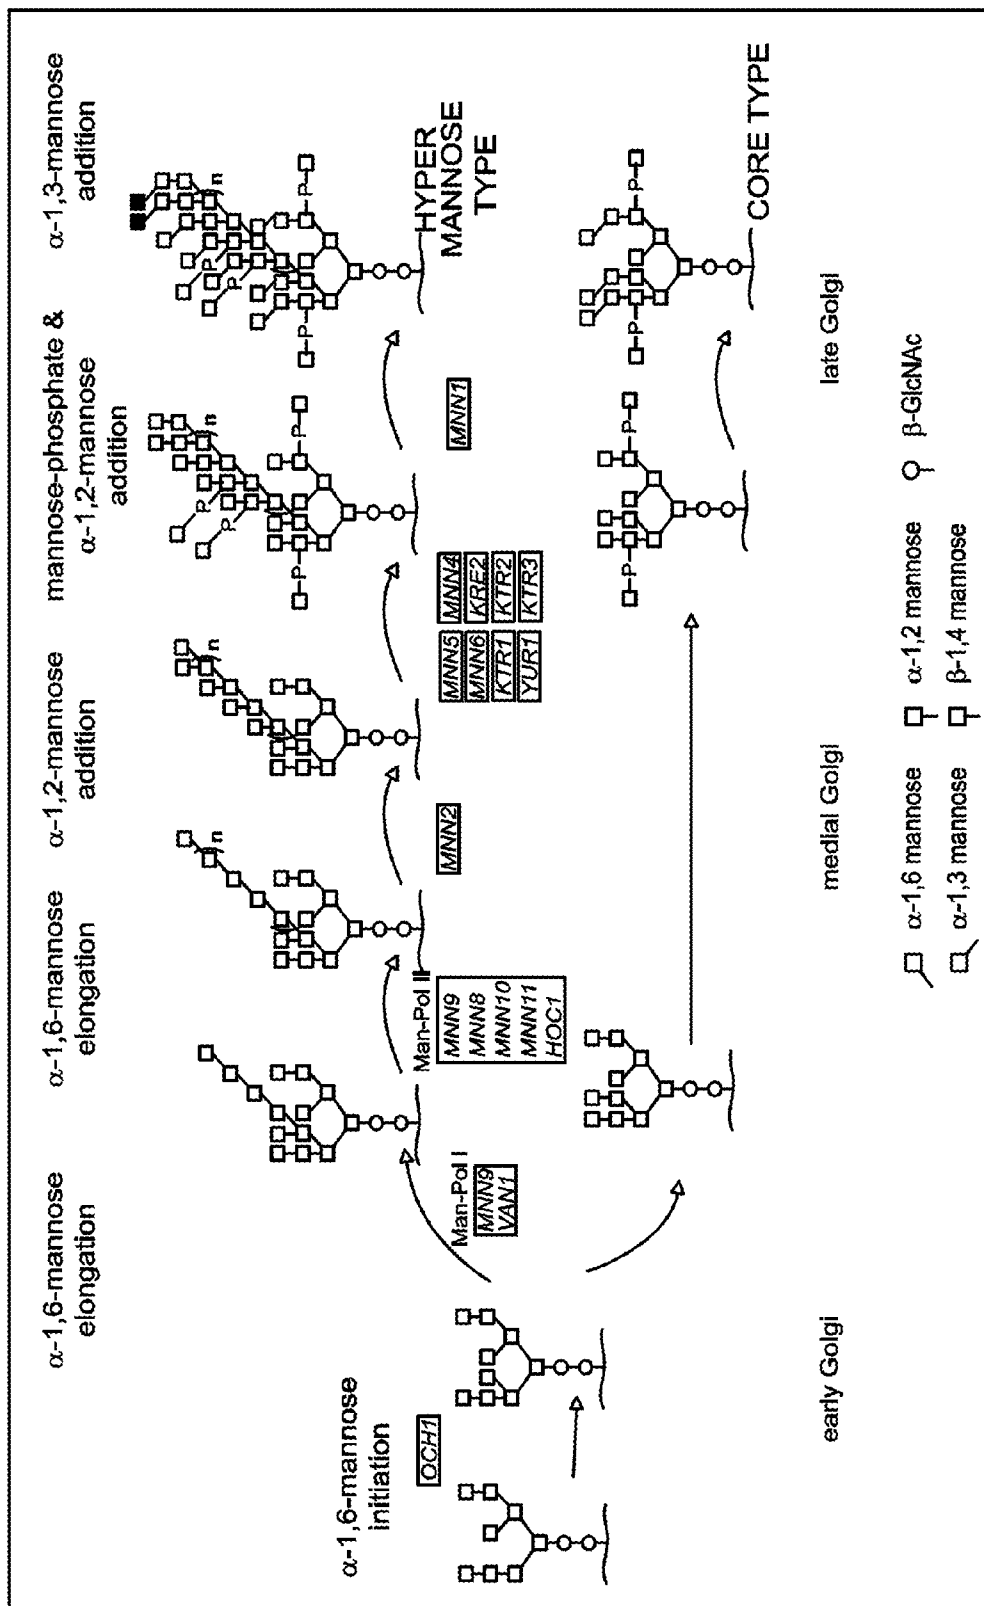 α-1,6-mannose
initiation
α-1,6-mannose
elongation
α-1,6-mannose
elongation
α-1,2-mannose
addition
mannose-phosphate &
α-1,2-mannose
addition
α-1,3-mannose
addition
OCH1
Man-Pol I
MNN9
VAN1
Man-Pol II
MNN9
MNN8
MNN10
MNN11
HOC1
MNN2
MNN5 MNN4
MNN6 KRE2
KTR1 KTR2
YUR1 KTR3
MNN1
n
n
n
P
P
P
P
n
P
P
P
P
P
HYPER
MANNOSE
TYPE
P
P
P
P
CORE TYPE
early Golgi
medial Golgi
late Golgi
α-1,6 mannose
α-1,2 mannose
β-GlcNAc
α-1,3 mannose
β-1,4 mannose